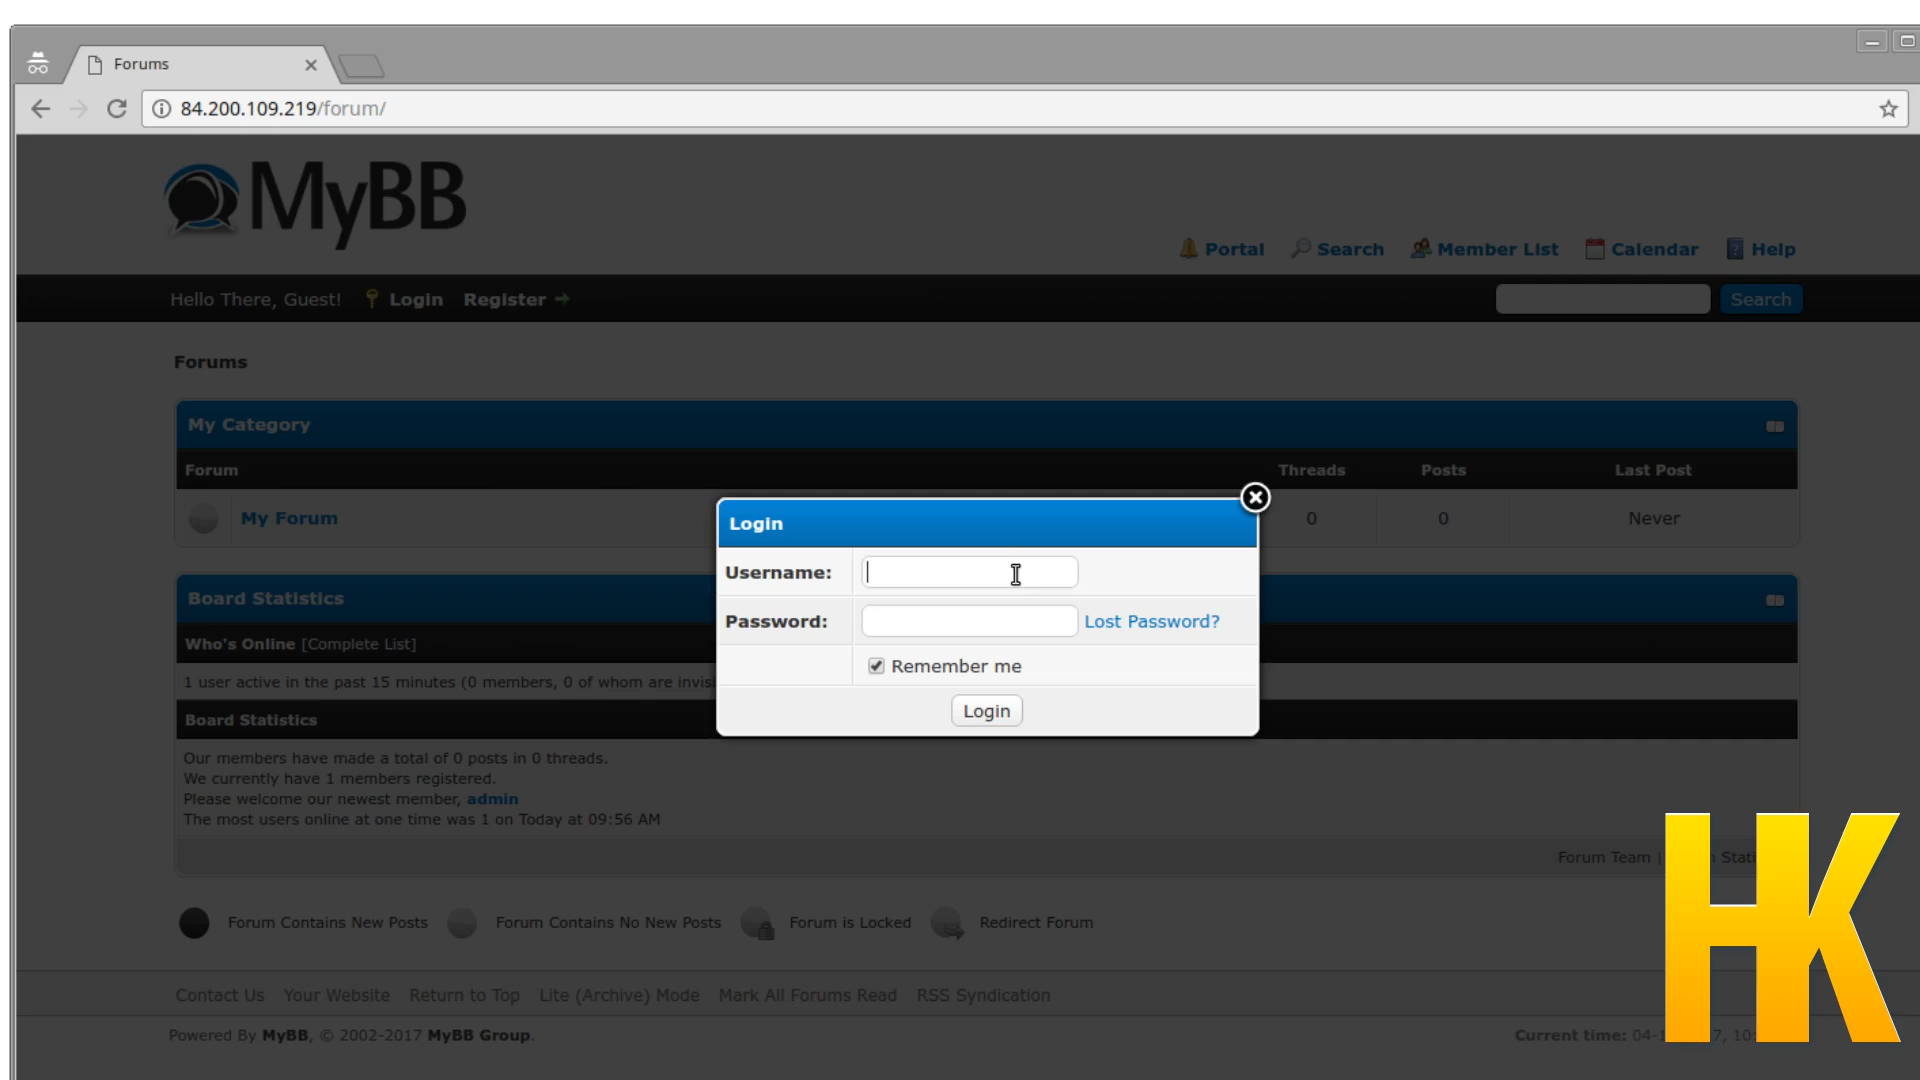 Forums
84.200.109.219/forum/
MyBB
Portal Search Member List Calendar Help
Hello There, Guest! Login Register
Search
Forums
My Category
Forum Threads Posts Last Post
My Forum 0 0 Never
Login
Username:
Password: Lost Password?
Remember me
Login
Board Statistics
Who's Online [Complete List]
1 user active in the past 15 minutes (0 members, 0 of whom are
Board Statistics
Our members have made a total of 0 posts in 0 threads.
We currently have 1 members registered.
Please welcome our newest member, admin
The most users online at one time was 1 on Today at 09:56 AM
Forum Team |
Forum Contains New Posts Forum Contains No New Posts Forum is Locked Redirect Forum
Contact Us Your Website Return to Top Lite (Archive) Mode Mark All Forums Read RSS Syndication
Powered By MyBB, © 2002-2017 MyBB Group.
Current time:
HK